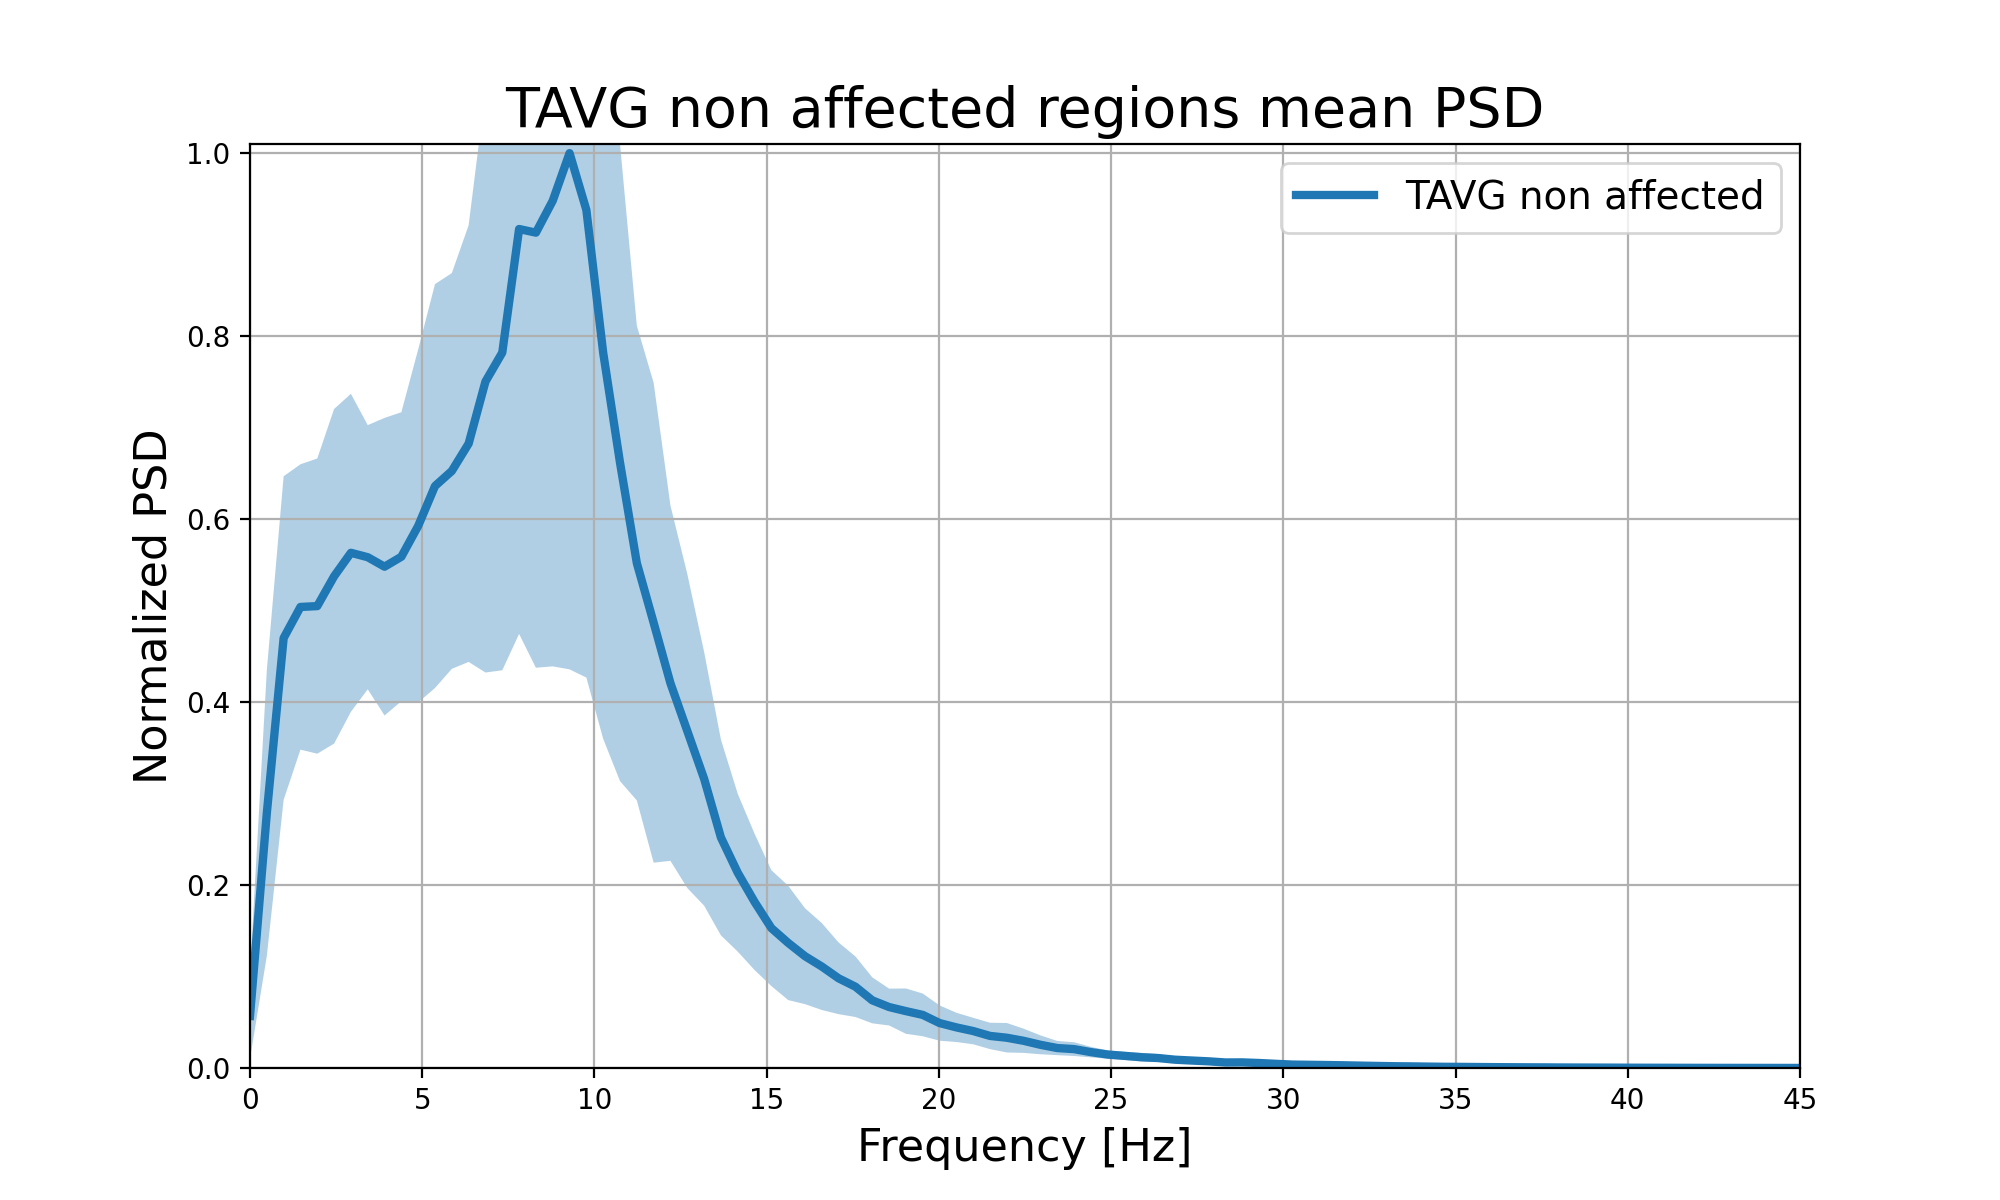 TAVG non affected regions mean PSD
TAVG non affected
Normalized PSD
1.0
0.8
0.6
0.4
0.2
0.0
0 5 10 15 20 25 30 35 40 45
Frequency [Hz]